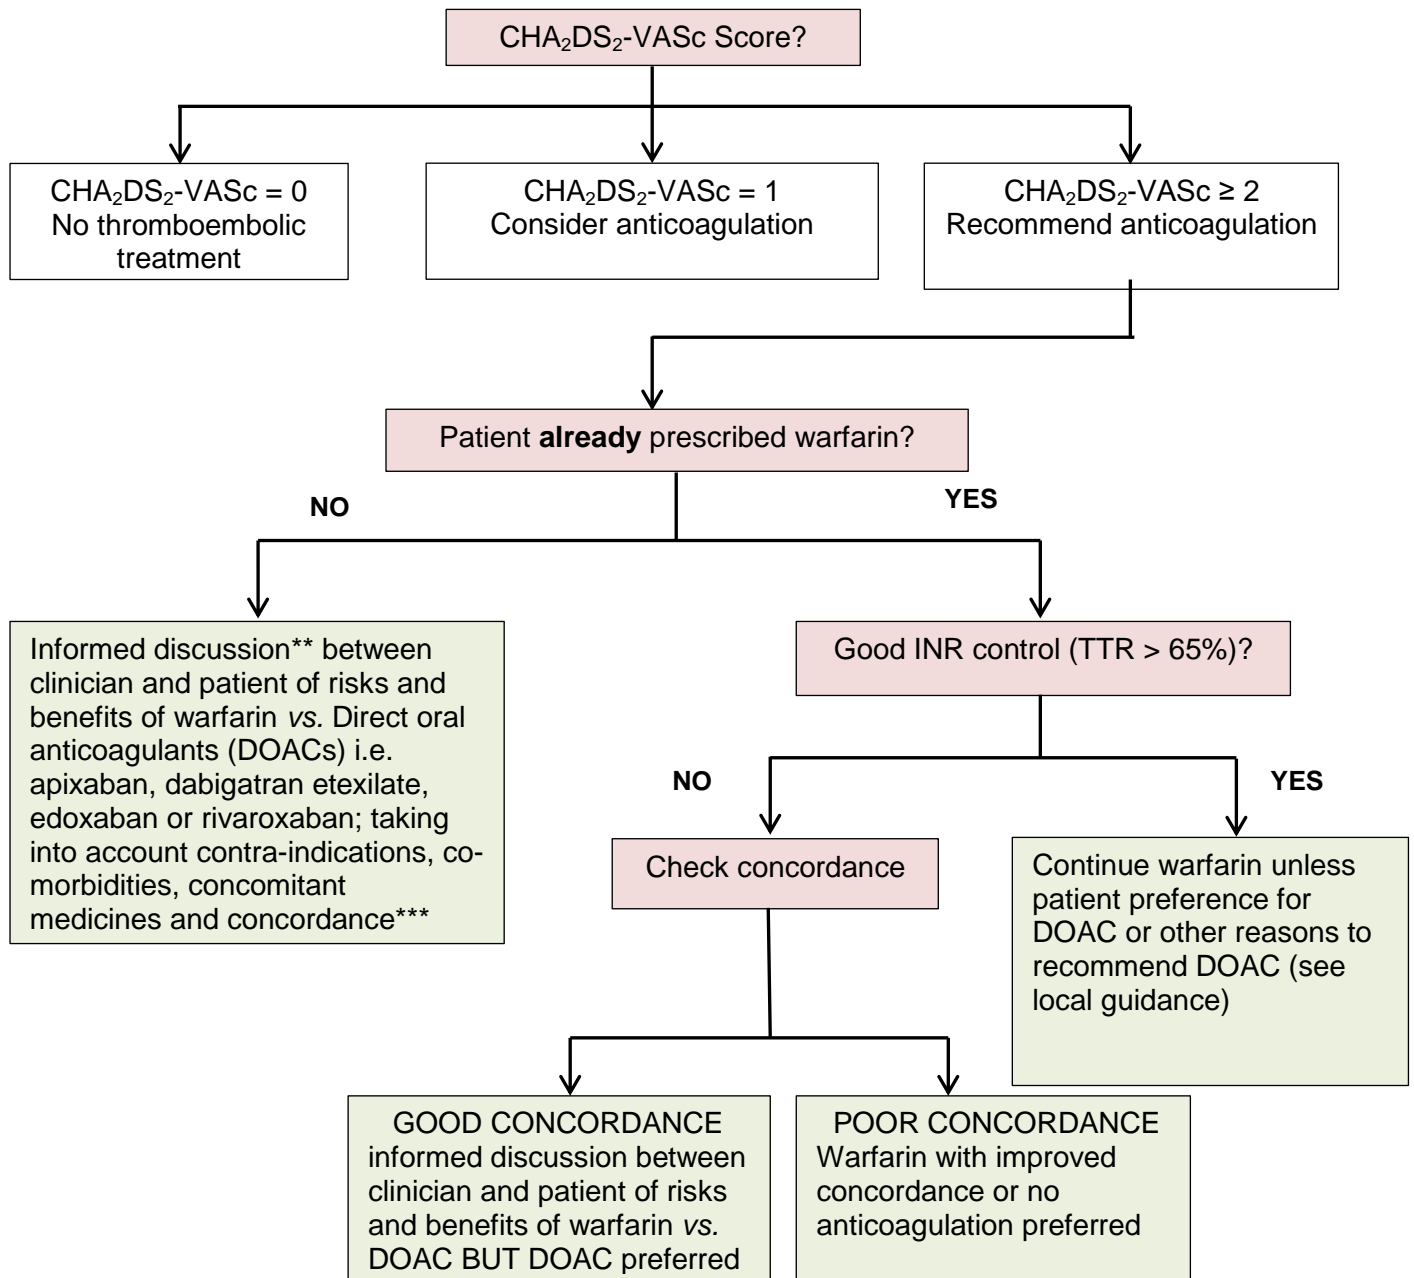 CHA₂DS₂-VASc Score?
CHA₂DS₂-VASc = 0
No thromboembolic
treatment
CHA₂DS₂-VASc = 1
Consider anticoagulation
CHA₂DS₂-VASc ≥ 2
Recommend anticoagulation
Patient already prescribed warfarin?
NO
YES
Informed discussion** between
clinician and patient of risks and
benefits of warfarin vs. Direct oral
anticoagulants (DOACs) i.e.
apixaban, dabigatran etexilate,
edoxaban or rivaroxaban; taking
into account contra-indications, co-
morbidities, concomitant
medicines and concordance***
Good INR control (TTR > 65%)?
NO
YES
Check concordance
Continue warfarin unless
patient preference for
DOAC or other reasons to
recommend DOAC (see
local guidance)
GOOD CONCORDANCE
informed discussion between
clinician and patient of risks
and benefits of warfarin vs.
DOAC BUT DOAC preferred
POOR CONCORDANCE
Warfarin with improved
concordance or no
anticoagulation preferred